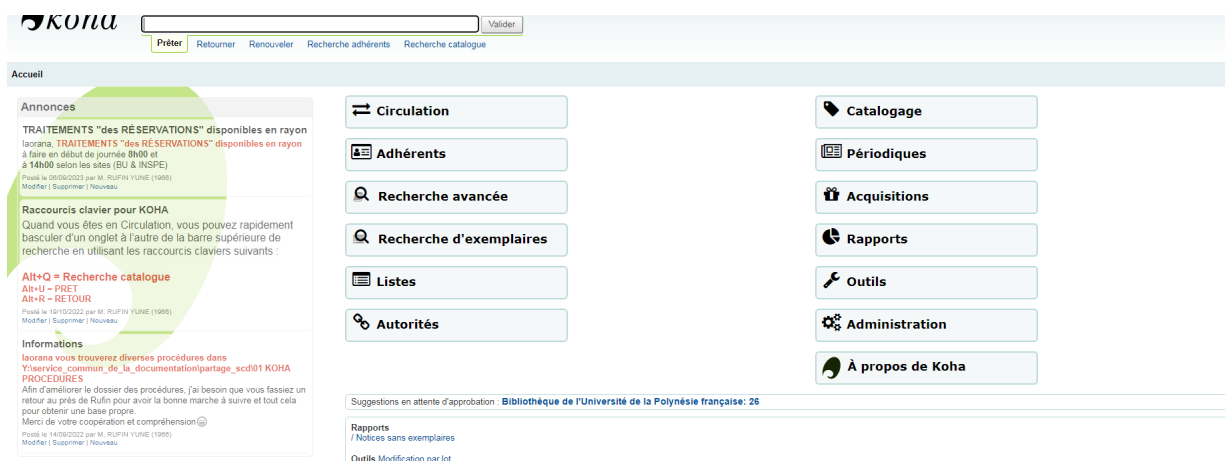 koha
Valider
Prêter Retourner Renouveler Recherche adhérents Recherche catalogue
Accueil
Annonces
TRAITEMENTS "des RÉSERVATIONS" disponibles en rayon
Iaorana, TRAITEMENTS "des RÉSERVATIONS" disponibles en rayon
à faire en début de journée 8h00 et
à 14h00 selon les sites (BU & INSPE)
Posté le 06/09/2023 par M. RUFIN YUNE (1966)
Modifier | Supprimer | Nouveau
Raccourcis clavier pour KOHA
Quand vous êtes en Circulation, vous pouvez rapidement
basculer d'un onglet à l'autre de la barre supérieure de
recherche en utilisant les raccourcis claviers suivants :
Alt+Q = Recherche catalogue
Alt+U = PRET
Alt+R = RETOUR
Posté le 19/10/2022 par M. RUFIN YUNE (1966)
Modifier | Supprimer | Nouveau
Informations
Iaorana vous trouverez diverses procédures dans
Y:\service_commun_de_la_documentation\partage_scd\01 KOHA
PROCEDURES
Afin d'améliorer le dossier des procédures, j'ai besoin que vous fassiez un
retour au prés de Rufin pour avoir la bonne marche à suivre et tout cela
pour obtenir une base propre.
Merci de votre coopération et compréhension
Posté le 14/09/2022 par M. RUFIN YUNE (1966)
Modifier | Supprimer | Nouveau
Circulation
Adhérents
Recherche avancée
Recherche d'exemplaires
Listes
Autorités
Catalogage
Périodiques
Acquisitions
Rapports
Outils
Administration
À propos de Koha
Suggestions en attente d'approbation : Bibliothèque de l'Université de la Polynésie française: 26
Rapports
/ Notices sans exemplaires
Outils Modification par lot